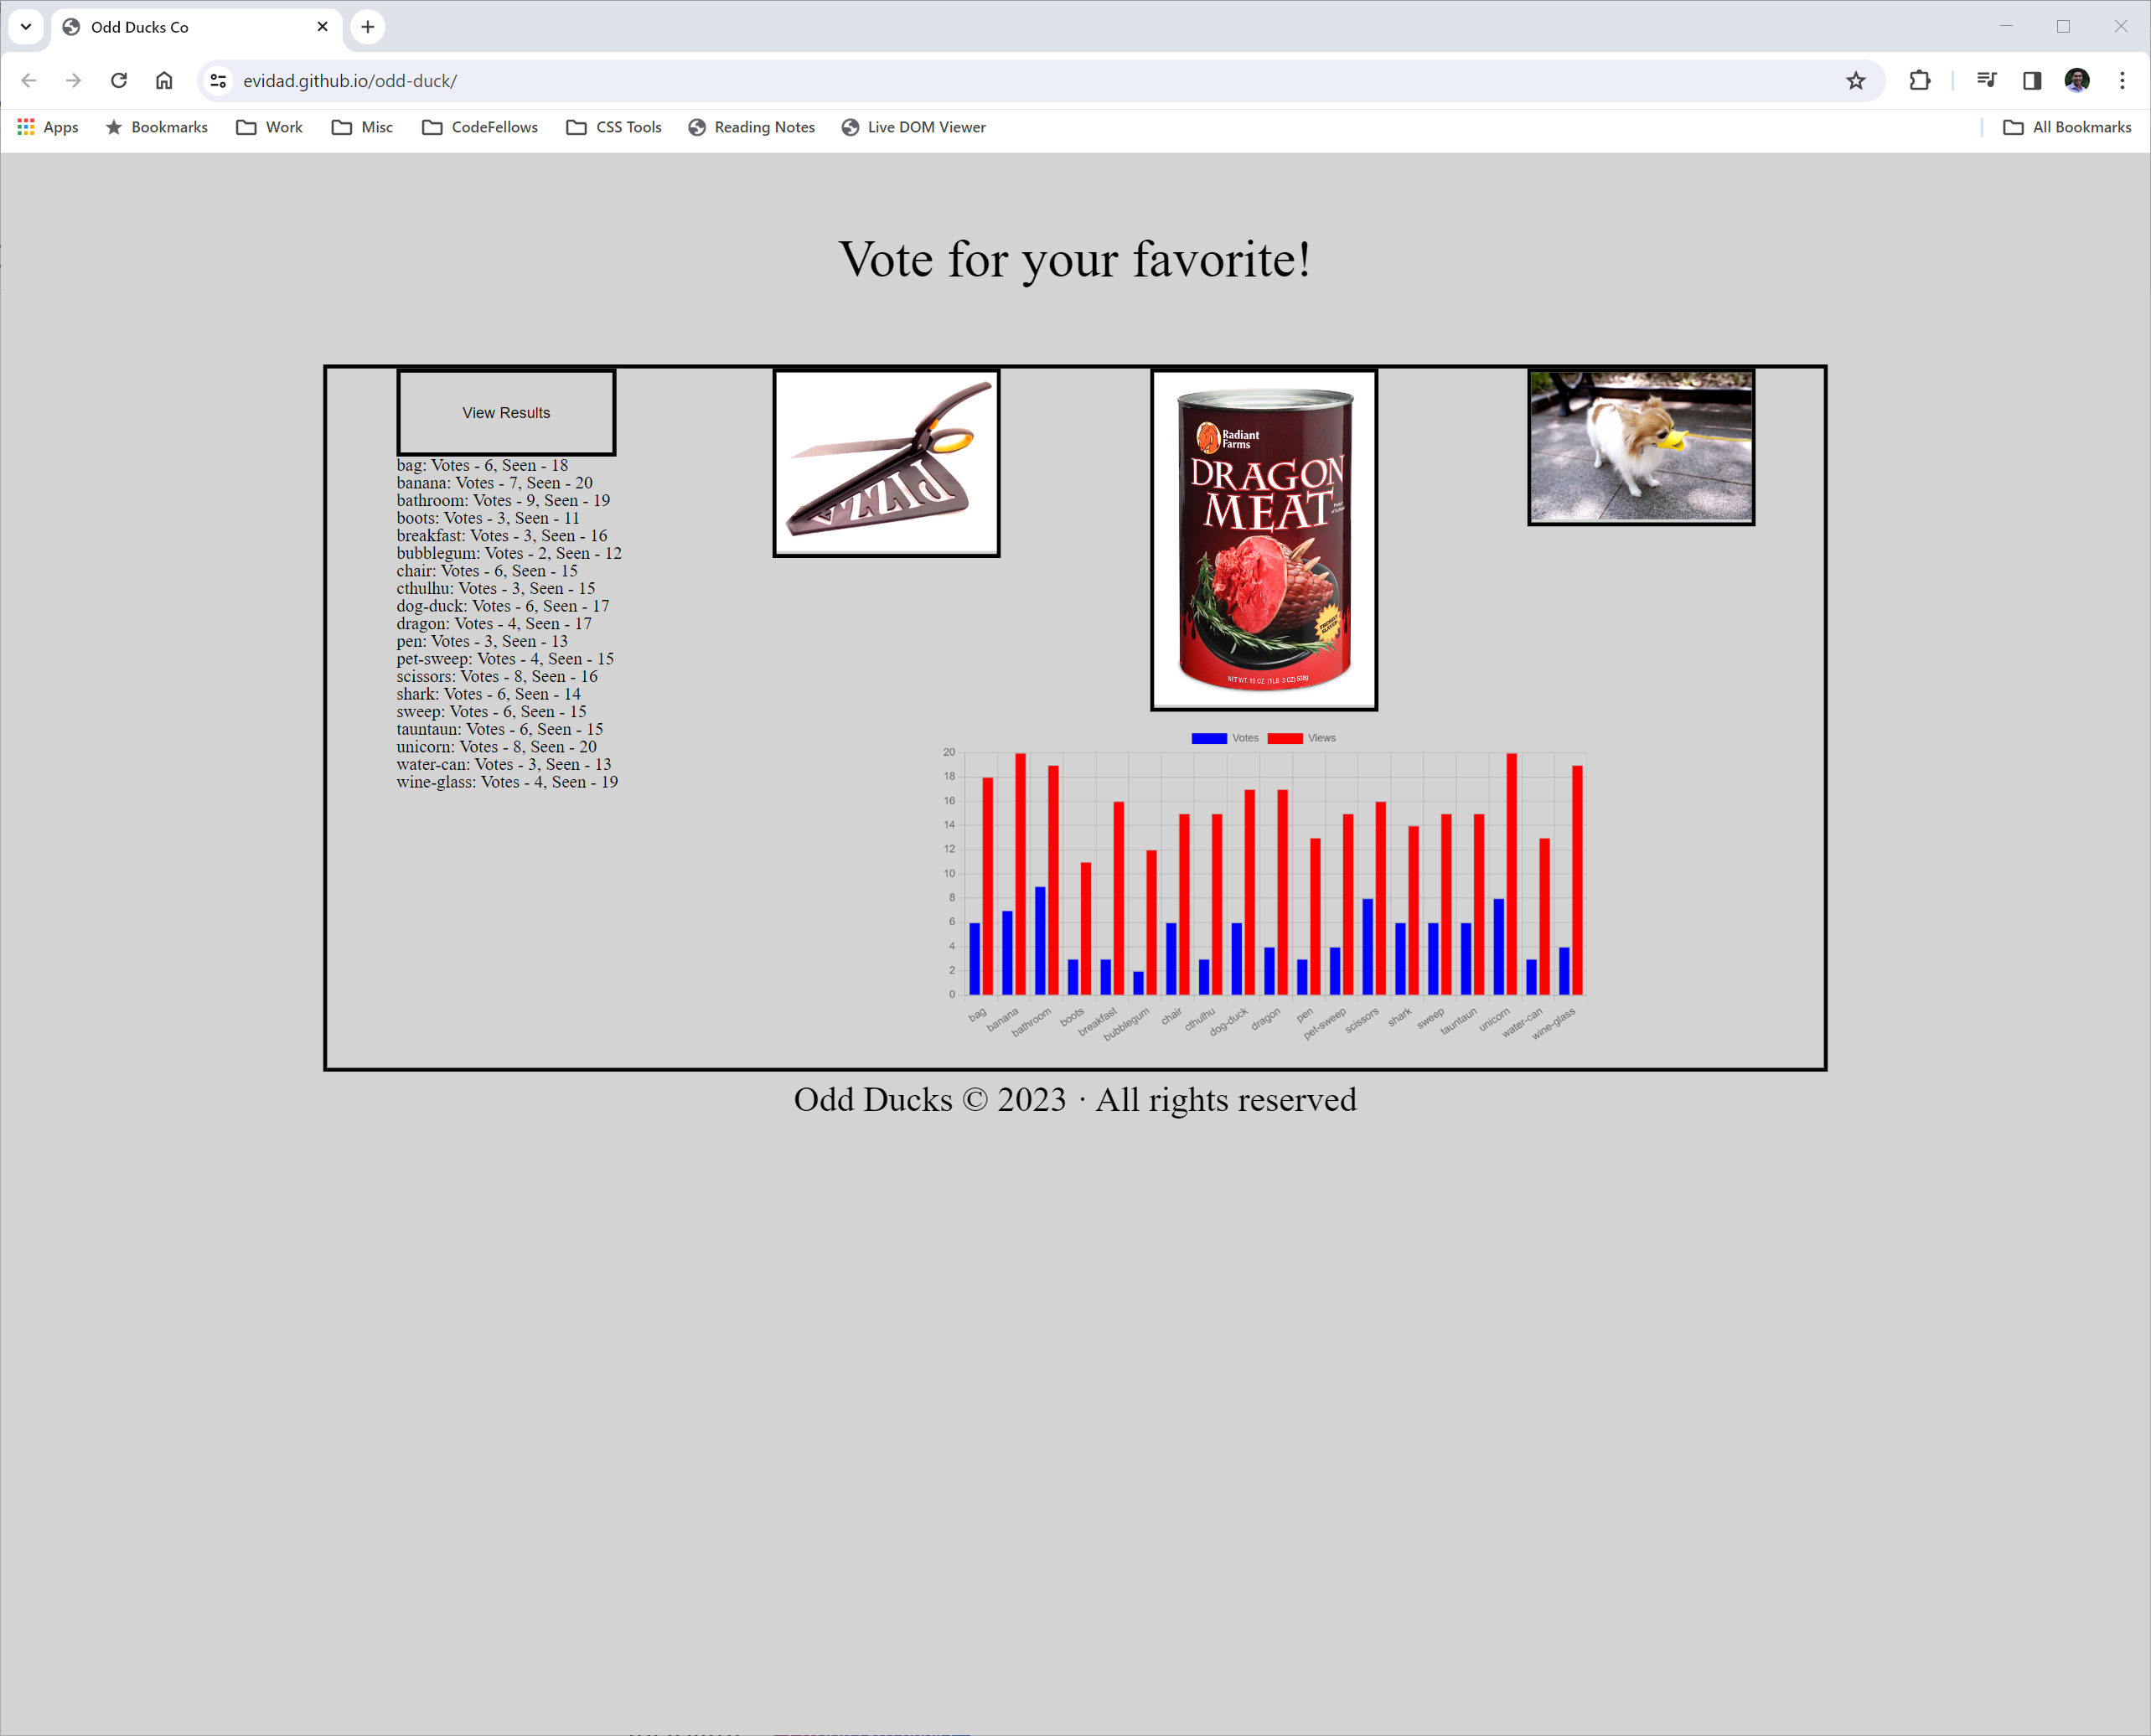 Odd Ducks Co
evidad.github.io/odd-duck/
Apps Bookmarks Work Misc CodeFellows CSS Tools Reading Notes Live DOM Viewer All Bookmarks
Vote for your favorite!
View Results
bag: Votes - 6, Seen - 18
banana: Votes - 7, Seen - 20
bathroom: Votes - 9, Seen - 19
boots: Votes - 3, Seen - 11
breakfast: Votes - 3, Seen - 16
bubblegum: Votes - 2, Seen - 12
chair: Votes - 6, Seen - 15
cthulhu: Votes - 3, Seen - 15
dog-duck: Votes - 6, Seen - 17
dragon: Votes - 4, Seen - 17
pen: Votes - 3, Seen - 13
pet-sweep: Votes - 4, Seen - 15
scissors: Votes - 8, Seen - 16
shark: Votes - 6, Seen - 14
sweep: Votes - 6, Seen - 15
tauntaun: Votes - 6, Seen - 15
unicorn: Votes - 8, Seen - 20
water-can: Votes - 3, Seen - 13
wine-glass: Votes - 4, Seen - 19
PIZZA
Radiant
Farms
DRAGON
MEAT
NET WT. 19 OZ. (1LB. 3 OZ) 538g
Votes Views
20
18
16
14
12
10
8
6
4
2
0
bag banana bathroom boots breakfast bubblegum chair cthulhu dog-duck dragon pen pet-sweep scissors shark sweep tauntaun unicorn water-can wine-glass
Odd Ducks © 2023 · All rights reserved